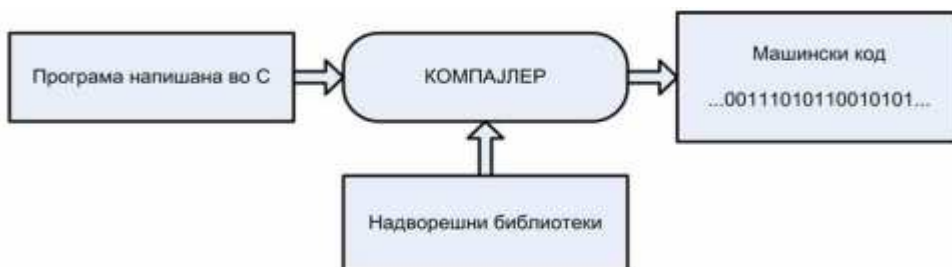 Програма напишана во С
КОМПАЈЛЕР
Машински код
...00111010110010101...
Надворешни библиотеки